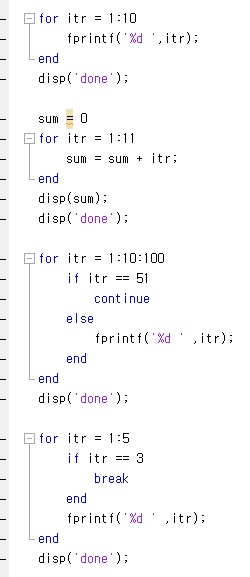 for itr = 1:10
    fprintf('%d ',itr);
end
disp('done');

sum = 0
for itr = 1:11
    sum = sum + itr;
end
disp(sum);
disp('done');

for itr = 1:10:100
    if itr == 51
        continue
    else
        fprintf('%d ' ,itr);
    end
end
disp('done');

for itr = 1:5
    if itr == 3
        break
    end
    fprintf('%d ' ,itr);
end
disp('done');